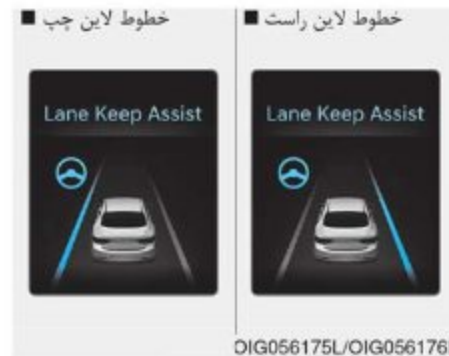 ■ خطوط لاین راست
■ خطوط لاین چپ
Lane Keep Assist
Lane Keep Assist
OIG056175L/OIG056176